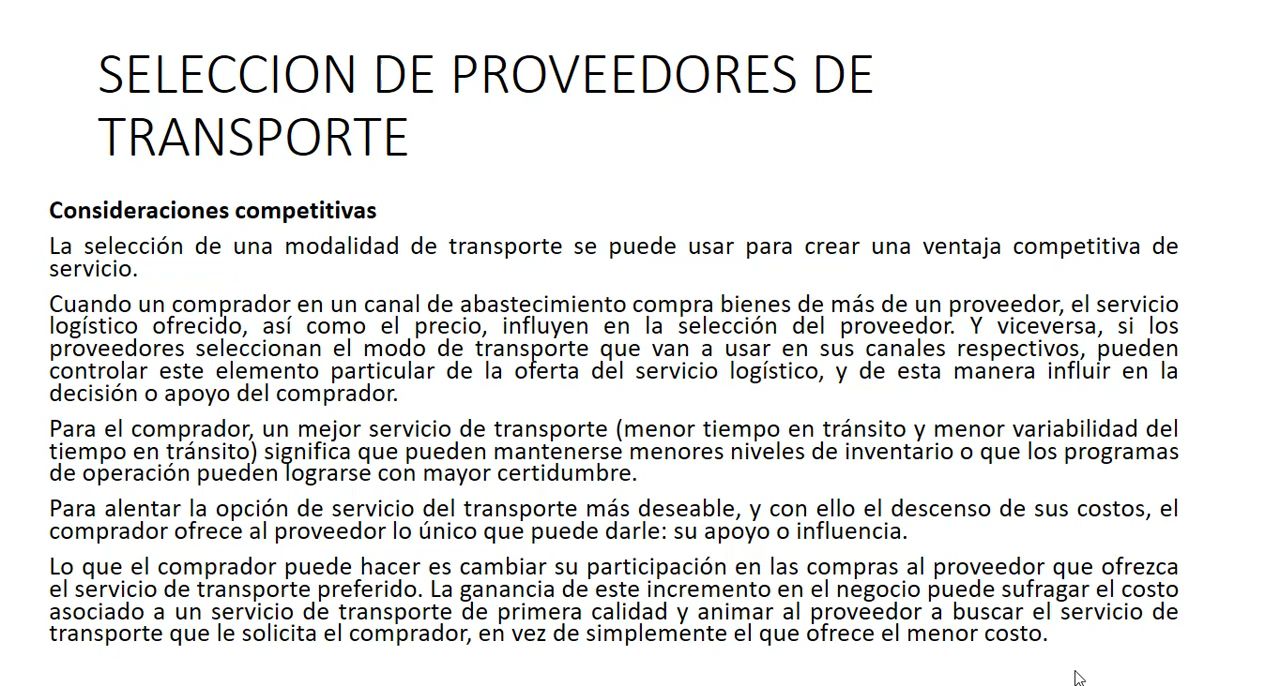 SELECCION DE PROVEEDORES DE
TRANSPORTE
Consideraciones competitivas
La selección de una modalidad de transporte se puede usar para crear una ventaja competitiva de
servicio.
Cuando un comprador en un canal de abastecimiento compra bienes de más de un proveedor, el servicio
logístico ofrecido, así como el precio, influyen en la selección del proveedor. Y viceversa, si los
proveedores seleccionan el modo de transporte que van a usar en sus canales respectivos, pueden
controlar este elemento particular de la oferta del servicio logístico, y de esta manera influir en la
decisión o apoyo del comprador.
Para el comprador, un mejor servicio de transporte (menor tiempo en tránsito y menor variabilidad del
tiempo en tránsito) significa que pueden mantenerse menores niveles de inventario o que los programas
de operación pueden lograrse con mayor certidumbre.
Para alentar la opción de servicio del transporte más deseable, y con ello el descenso de sus costos, el
comprador ofrece al proveedor lo único que puede darle: su apoyo o influencia.
Lo que el comprador puede hacer es cambiar su participación en las compras al proveedor que ofrezca
el servicio de transporte preferido. La ganancia de este incremento en el negocio puede sufragar el costo
asociado a un servicio de transporte de primera calidad y animar al proveedor a buscar el servicio de
transporte que le solicita el comprador, en vez de simplemente el que ofrece el menor costo.